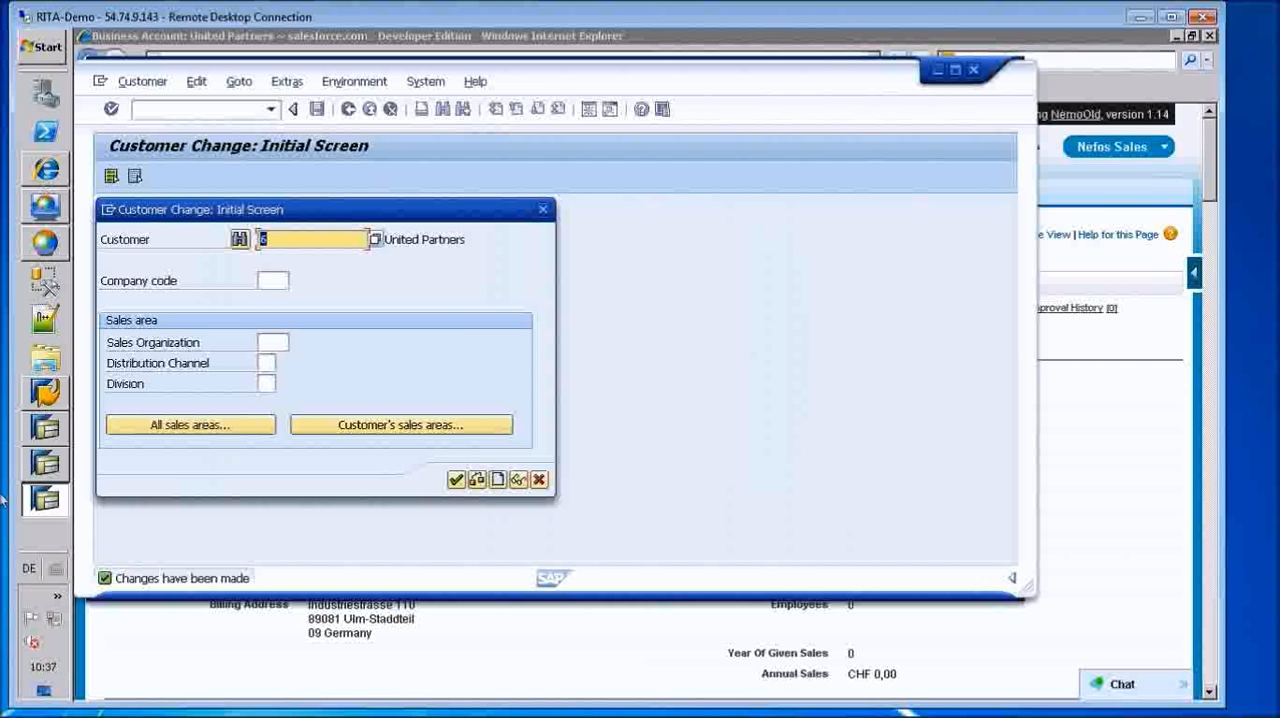 RITA-Demo - 54.74.9.143 - Remote Desktop Connection
Start
Business Account: United Partners ~ salesforce.com - Developer Edition - Windows Internet Explorer
Customer Edit Goto Extras Environment System Help
Customer Change: Initial Screen
Customer Change: Initial Screen
Customer 6 United Partners
Company code
Sales area
Sales Organization
Distribution Channel
Division
All sales areas... Customer's sales areas...
Changes have been made
SAP
NemoOld, version 1.14
Nefos Sales
View | Help for this Page
History [0]
Billing Address
Industriestrasse 110
89081 Ulm-Staddteil
09 Germany
Employees 0
Year Of Given Sales 0
Annual Sales CHF 0,00
Chat
DE
10:37